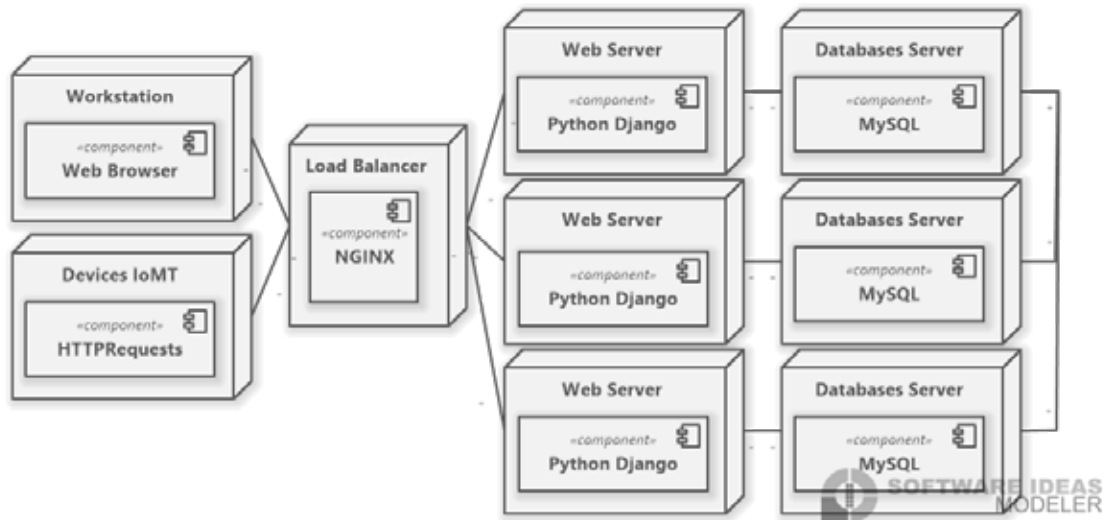 Workstation
«component»
Web Browser
Devices IoMT
«component»
HTTPRequests
Load Balancer
«component»
NGINX
Web Server
«component»
Python Django
Databases Server
«component»
MySQL
Web Server
«component»
Python Django
Databases Server
«component»
MySQL
Web Server
«component»
Python Django
Databases Server
«component»
MySQL
SOFTWARE IDEAS
MODELER